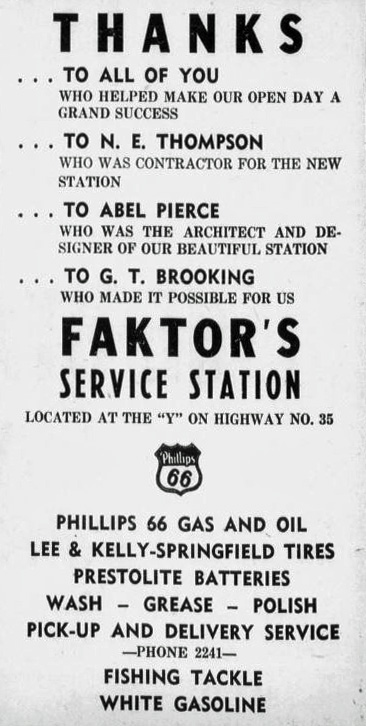 THANKS
. . . TO ALL OF YOU
WHO HELPED MAKE OUR OPEN DAY A
GRAND SUCCESS
. . . TO N. E. THOMPSON
WHO WAS CONTRACTOR FOR THE NEW
STATION
. . . TO ABEL PIERCE
WHO WAS THE ARCHITECT AND DE-
SIGNER OF OUR BEAUTIFUL STATION
. . . TO G. T. BROOKING
WHO MADE IT POSSIBLE FOR US
FAKTOR'S
SERVICE STATION
LOCATED AT THE "Y" ON HIGHWAY NO. 35
Phillips
66
PHILLIPS 66 GAS AND OIL
LEE & KELLY-SPRINGFIELD TIRES
PRESTOLITE BATTERIES
WASH – GREASE – POLISH
PICK-UP AND DELIVERY SERVICE
—PHONE 2241—
FISHING TACKLE
WHITE GASOLINE